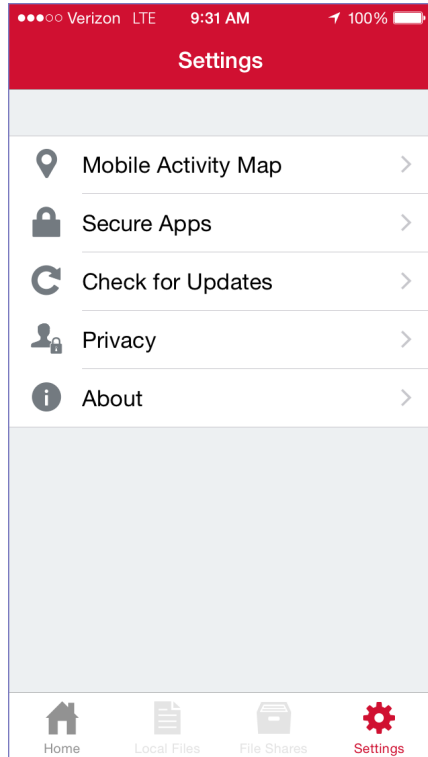 Verizon LTE 9:31 AM 100%
Settings
Mobile Activity Map
Secure Apps
Check for Updates
Privacy
About
Home Local Files File Shares Settings